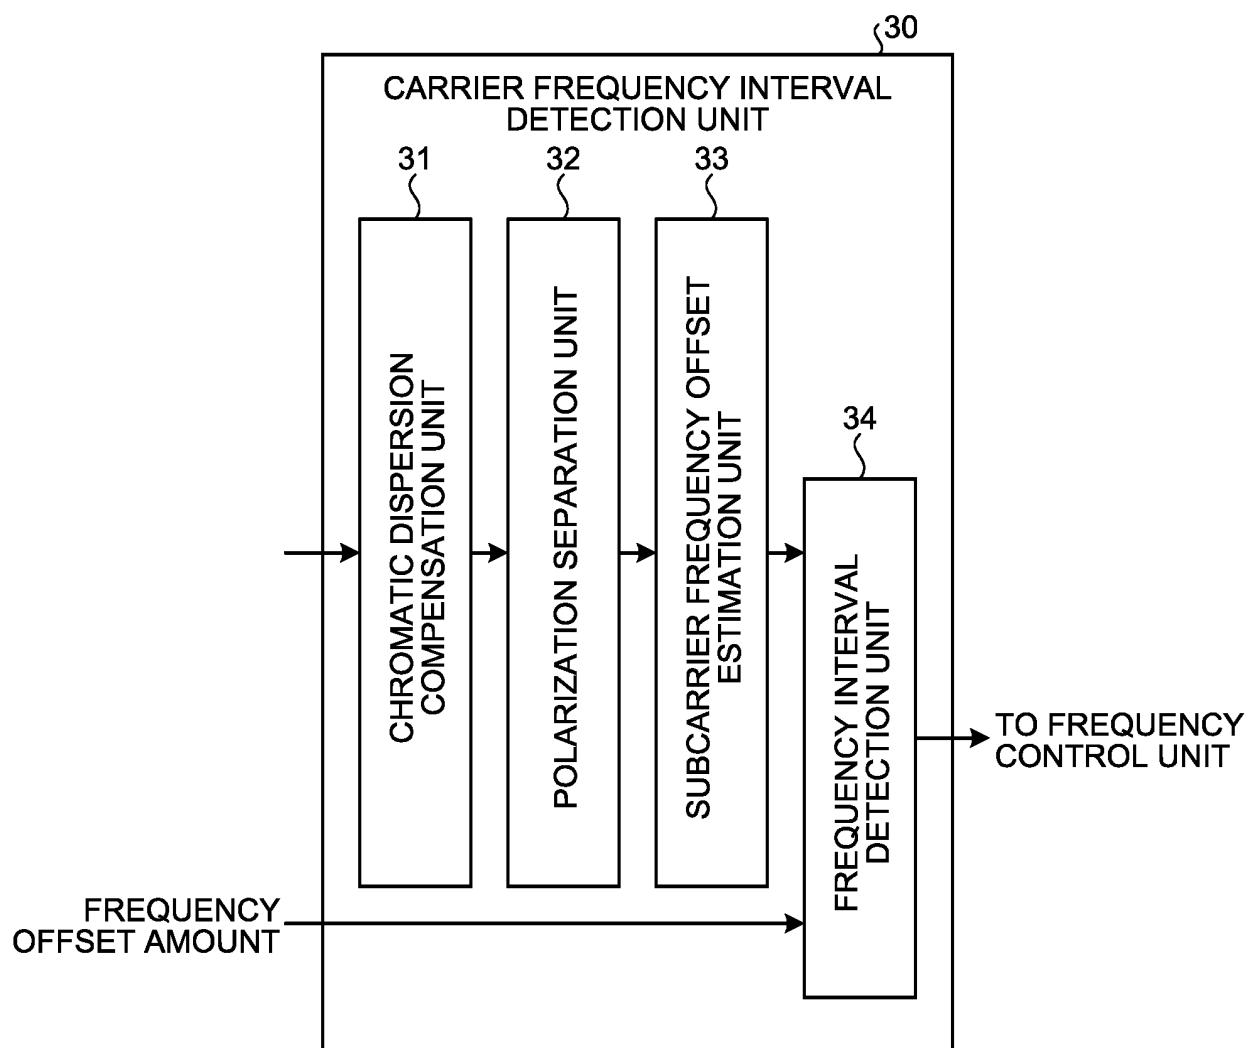 30
CARRIER FREQUENCY INTERVAL
DETECTION UNIT
31
32
33
CHROMATIC DISPERSION
COMPENSATION UNIT
POLARIZATION SEPARATION UNIT
SUBCARRIER FREQUENCY OFFSET
ESTIMATION UNIT
34
FREQUENCY INTERVAL
DETECTION UNIT
TO FREQUENCY
CONTROL UNIT
FREQUENCY
OFFSET AMOUNT